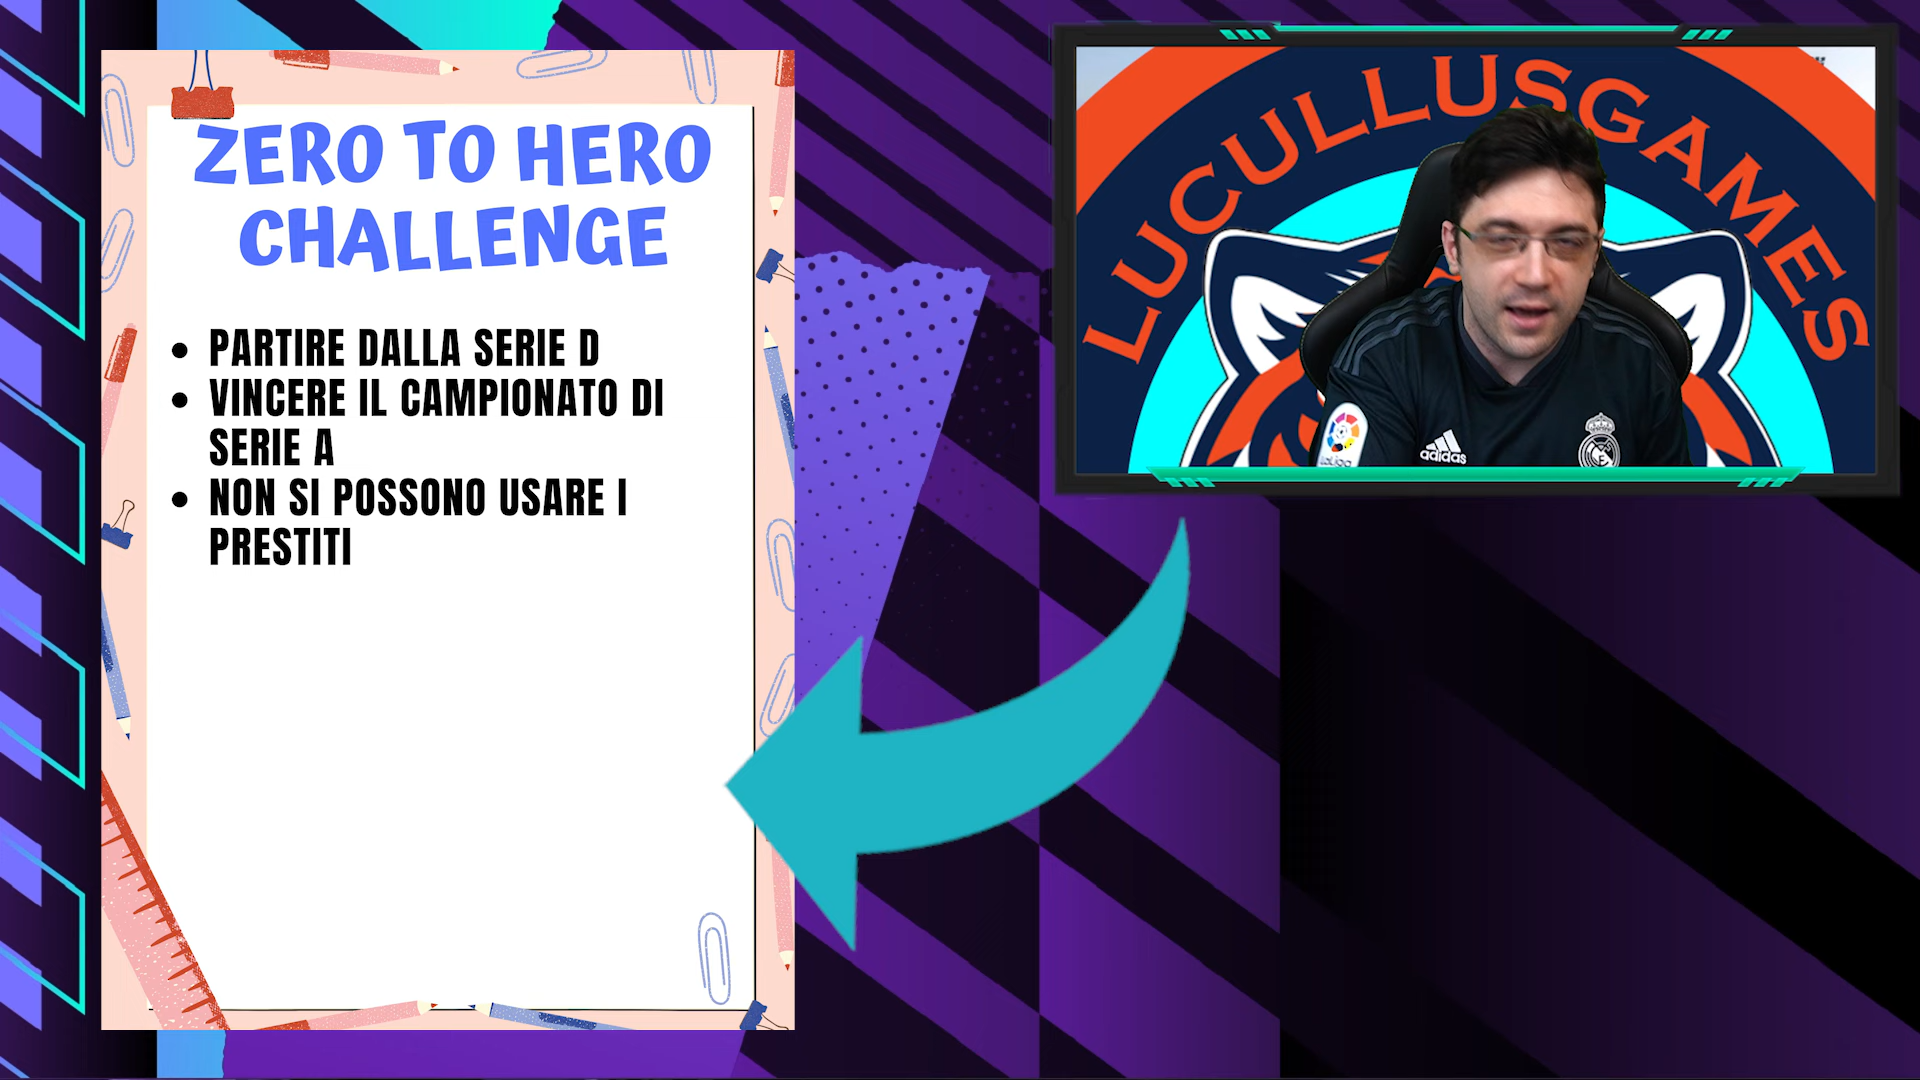 ZERO TO HERO
CHALLENGE
PARTIRE DALLA SERIE D
VINCERE IL CAMPIONATO DI
SERIE A
NON SI POSSONO USARE I
PRESTITI
LUCULLUSGAMES
LaLiga
adidas